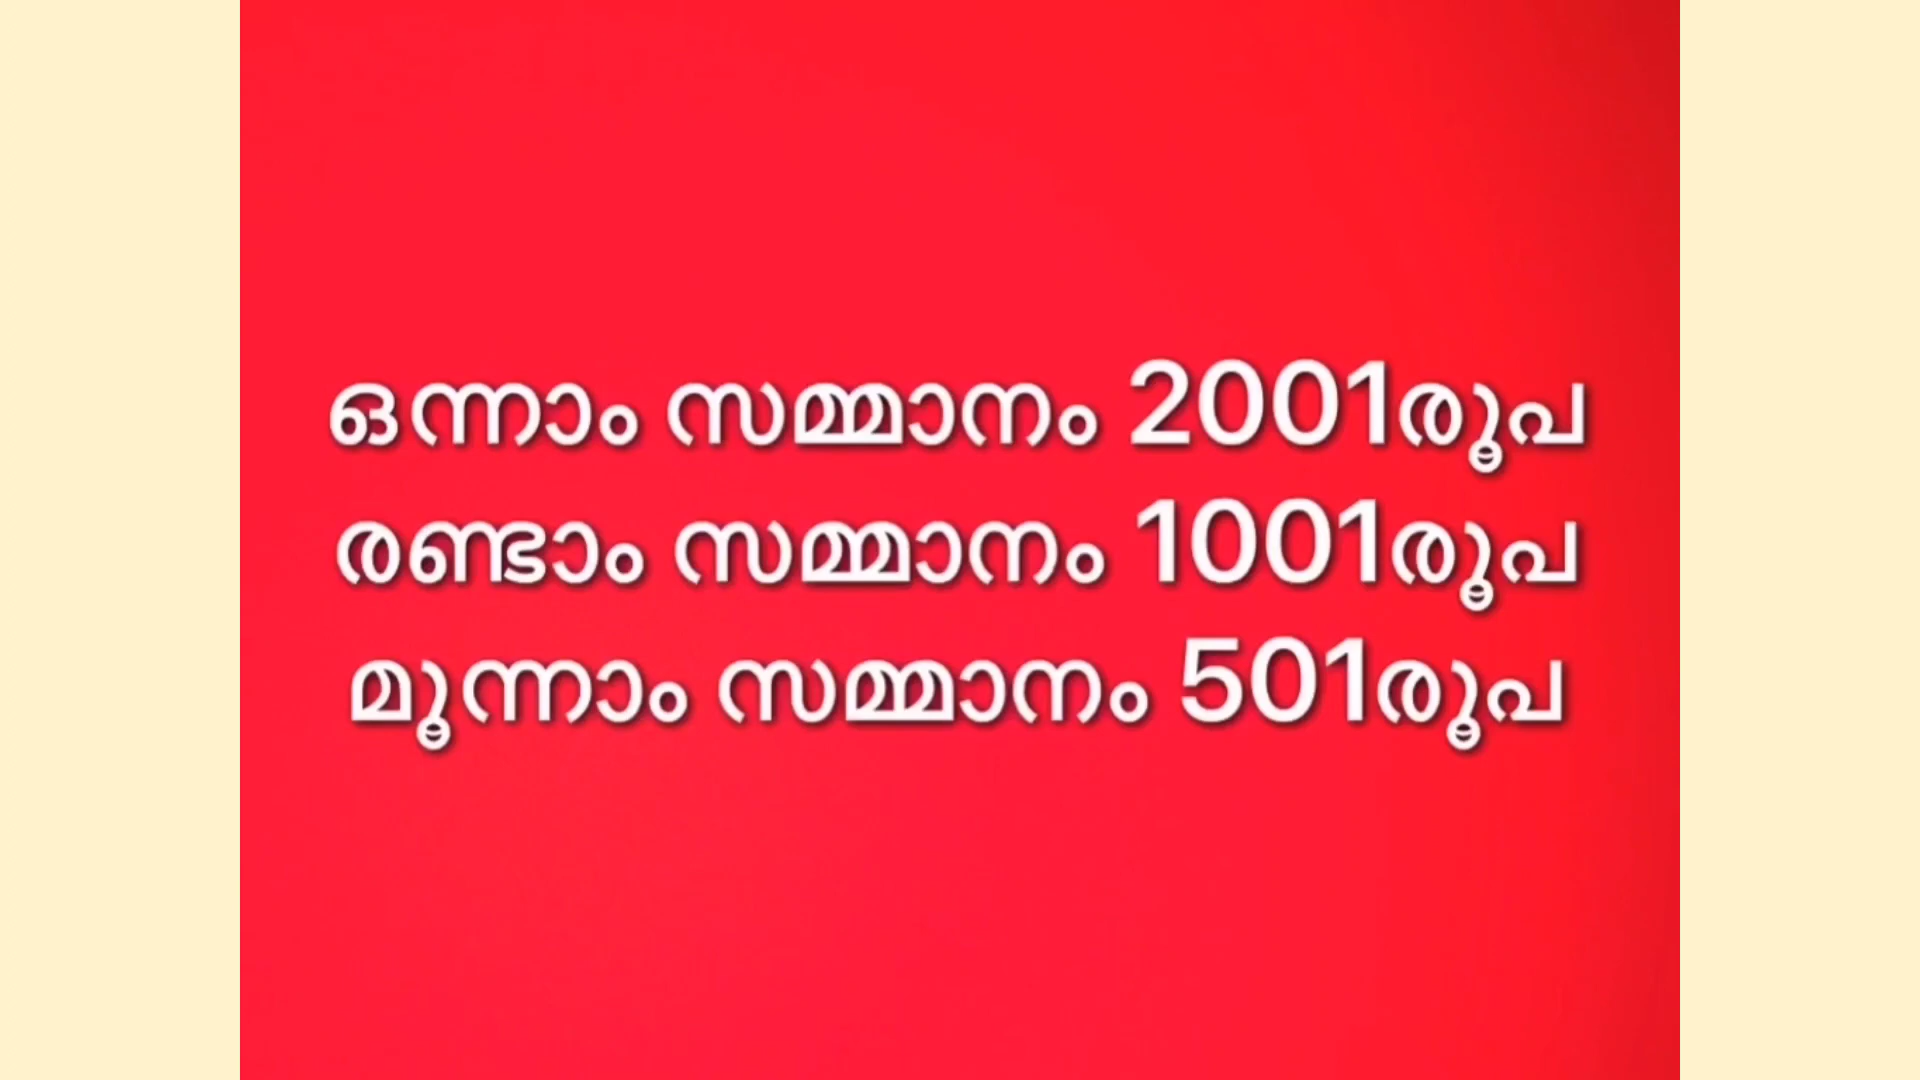 ഒന്നാം സമ്മാനം 2001രൂപ
രണ്ടാം സമ്മാനം 1001രൂപ
മൂന്നാം സമ്മാനം 501രൂപ